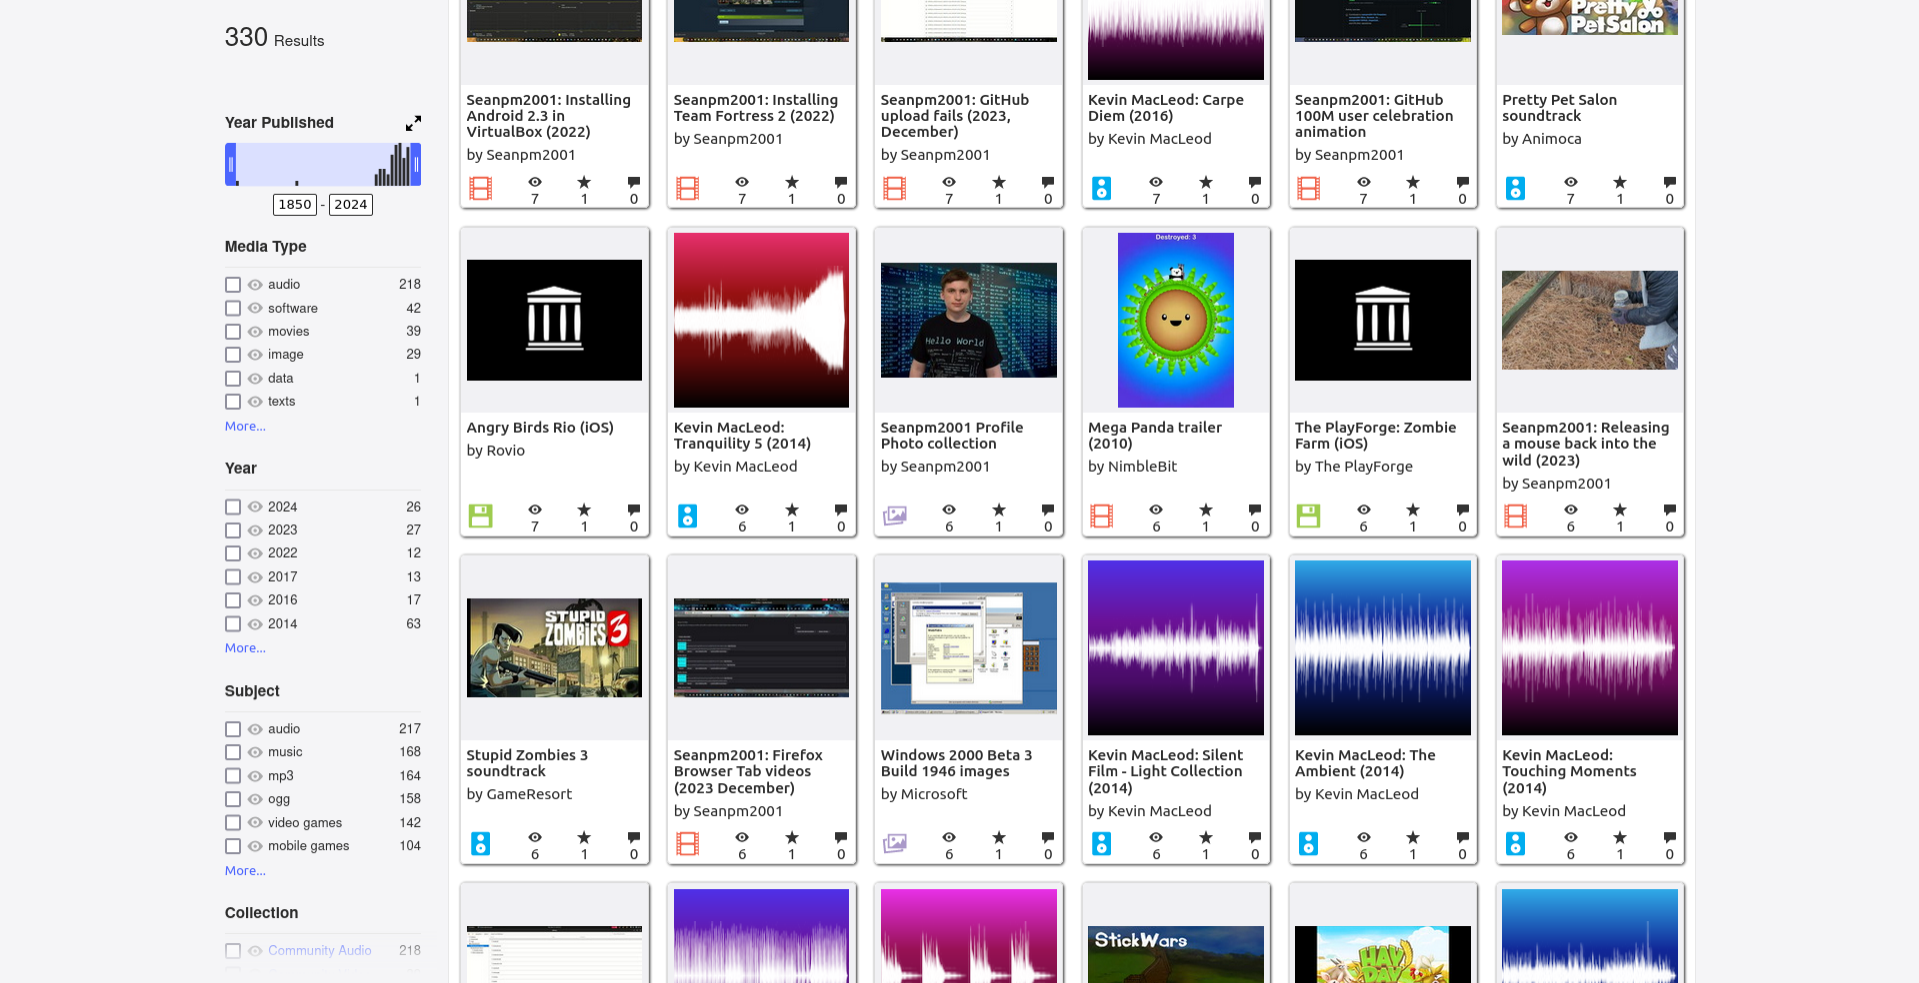 330 Results
Year Published
1850 - 2024
Media Type
audio 218
software 42
movies 39
image 29
data 1
texts 1
More...
Year
2024 26
2023 27
2022 12
2017 13
2016 17
2014 63
More...
Subject
audio 217
music 168
mp3 164
ogg 158
video games 142
mobile games 104
More...
Collection
Community Audio 218
Pretty
Pet Salon
Seanpm2001: Installing
Android 2.3 in
VirtualBox (2022)
by Seanpm2001
7 1 0
Seanpm2001: Installing
Team Fortress 2 (2022)
by Seanpm2001
7 1 0
Seanpm2001: GitHub
upload fails (2023,
December)
by Seanpm2001
7 1 0
Kevin MacLeod: Carpe
Diem (2016)
by Kevin MacLeod
7 1 0
Seanpm2001: GitHub
100M user celebration
animation
by Seanpm2001
7 1 0
Pretty Pet Salon
soundtrack
by Animoca
7 1 0
Angry Birds Rio (iOS)
by Rovio
7 1 0
Kevin MacLeod:
Tranquility 5 (2014)
by Kevin MacLeod
6 1 0
Hello World
Seanpm2001 Profile
Photo collection
by Seanpm2001
6 1 0
Destroyed: 3
Mega Panda trailer
(2010)
by NimbleBit
6 1 0
The PlayForge: Zombie
Farm (iOS)
by The PlayForge
6 1 0
Seanpm2001: Releasing
a mouse back into the
wild (2023)
by Seanpm2001
6 1 0
STUPID
ZOMBIES 3
Stupid Zombies 3
soundtrack
by GameResort
6 1 0
Seanpm2001: Firefox
Browser Tab videos
(2023 December)
by Seanpm2001
6 1 0
Windows 2000 Beta 3
Build 1946 images
by Microsoft
6 1 0
Kevin MacLeod: Silent
Film - Light Collection
(2014)
by Kevin MacLeod
6 1 0
Kevin MacLeod: The
Ambient (2014)
by Kevin MacLeod
6 1 0
Kevin MacLeod:
Touching Moments
(2014)
by Kevin MacLeod
6 1 0
StickWars
HAY
DAY